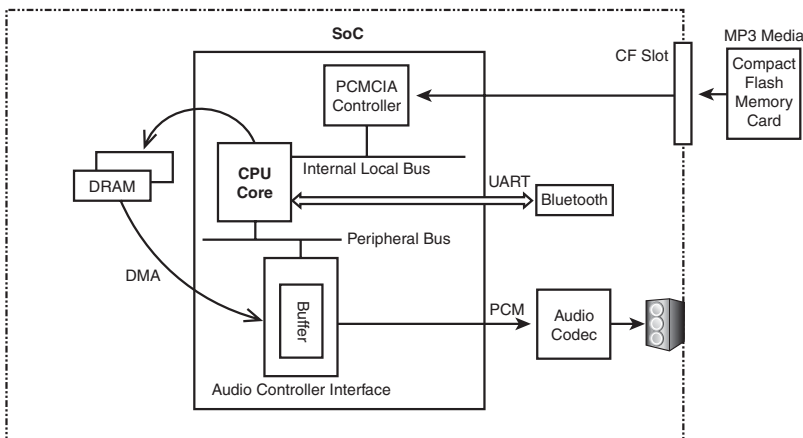 SoC
MP3 Media
CF Slot
Compact
Flash
Memory
Card
PCMCIA
Controller
Internal Local Bus
CPU
Core
DRAM
UART
Bluetooth
Peripheral Bus
DMA
Buffer
PCM
Audio
Codec
Audio Controller Interface